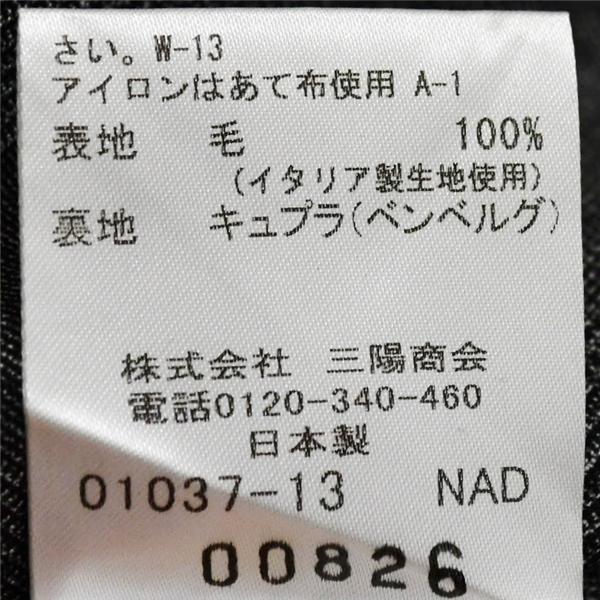 さい。W-13
アイロンはあて布使用 A-1
表地 毛 100%
(イタリア製生地使用)
裏地 キュプラ(ベンベルグ)
株式会社 三陽商会
電話0120-340-460
日本製
01037-13 NAD
00826